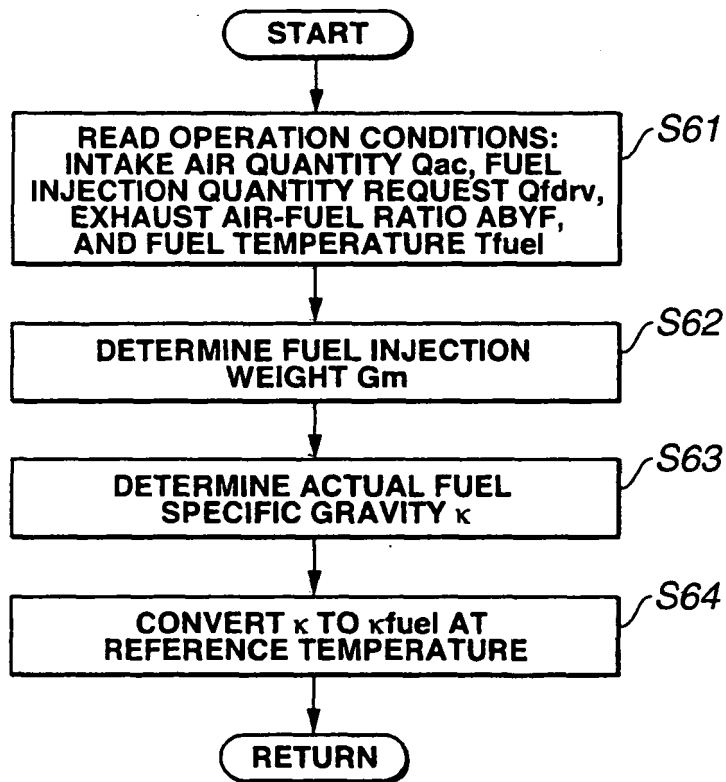 START
READ OPERATION CONDITIONS:
INTAKE AIR QUANTITY Qac, FUEL
INJECTION QUANTITY REQUEST Qfdrv,
EXHAUST AIR-FUEL RATIO ABYF,
AND FUEL TEMPERATURE Tfuel
S61
DETERMINE FUEL INJECTION
WEIGHT Gm
S62
DETERMINE ACTUAL FUEL
SPECIFIC GRAVITY κ
S63
CONVERT κ TO κfuel AT
REFERENCE TEMPERATURE
S64
RETURN